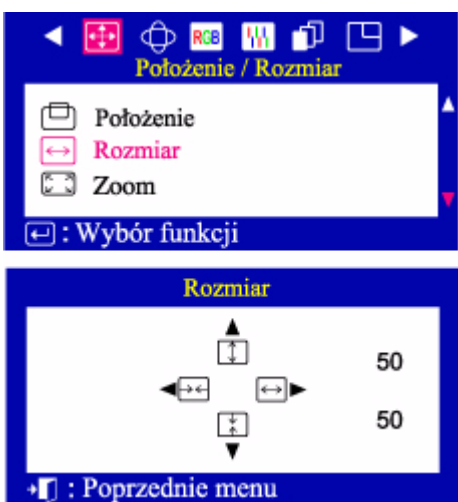 RGB
Położenie / Rozmiar
Położenie
Rozmiar
Zoom
: Wybór funkcji
Rozmiar
50
50
: Poprzednie menu